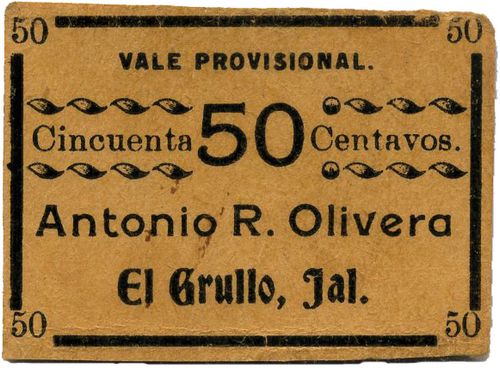 50 50
VALE PROVISIONAL.
Cincuenta 50 Centavos.
Antonio R. Olivera
El Grullo, Jal.
50 50